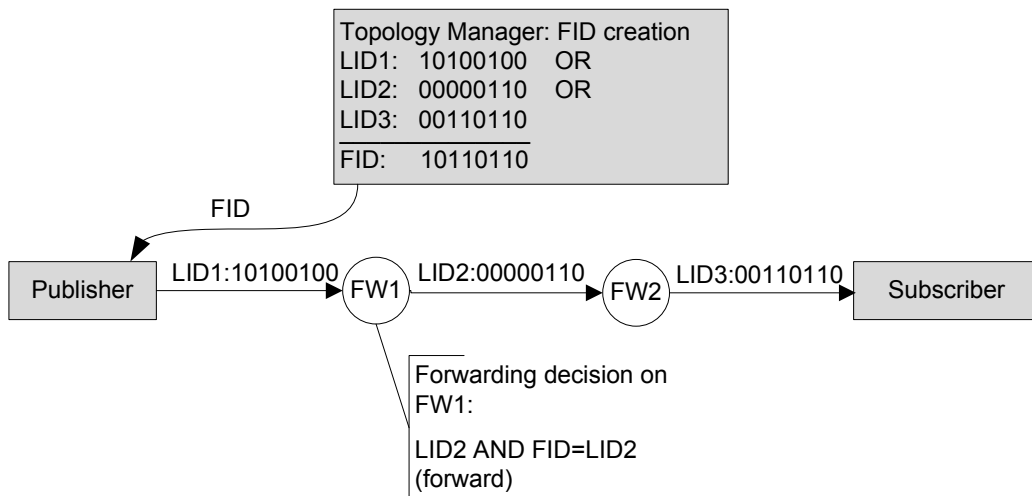 Topology Manager: FID creation
LID1: 10100100 OR
LID2: 00000110 OR
LID3: 00110110
FID: 10110110
FID
Publisher
LID1:10100100
FW1
LID2:00000110
FW2
LID3:00110110
Subscriber
Forwarding decision on
FW1:
LID2 AND FID=LID2
(forward)